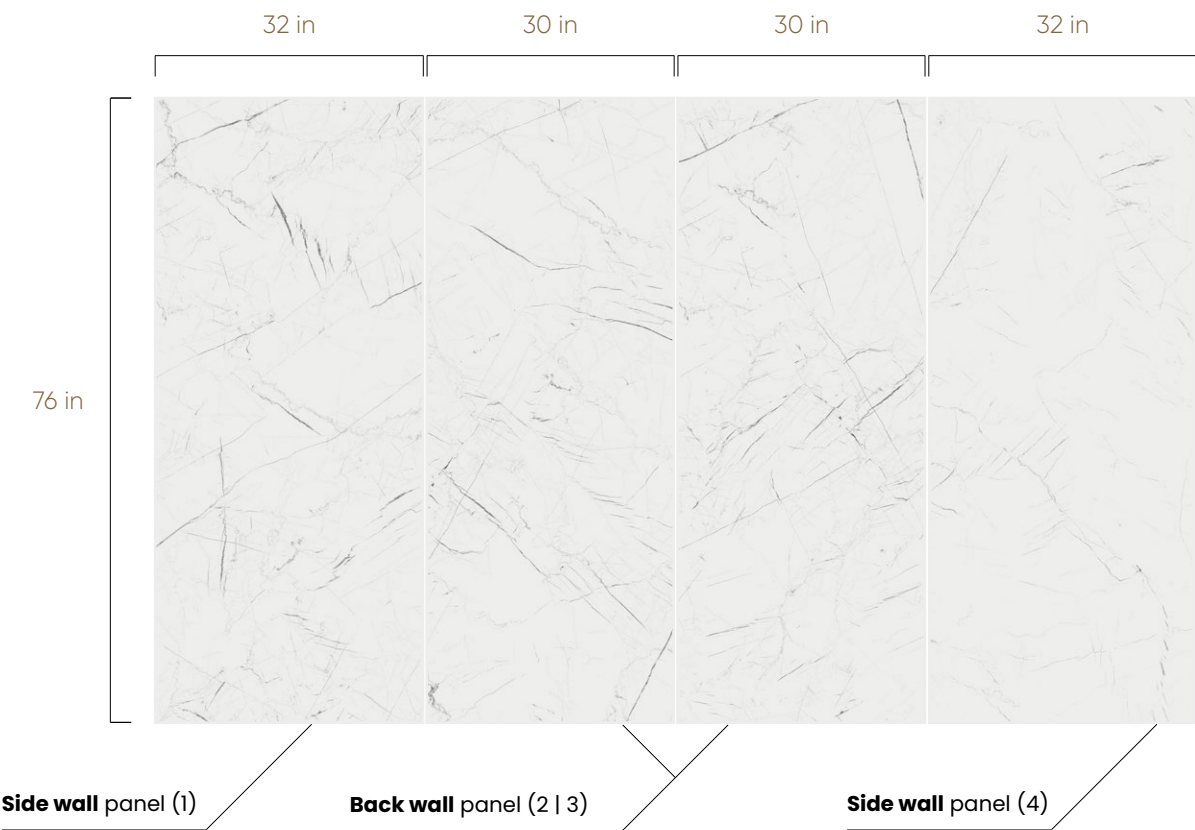 32 in
30 in
30 in
32 in
76 in
Side wall panel (1)
Back wall panel (2 | 3)
Side wall panel (4)